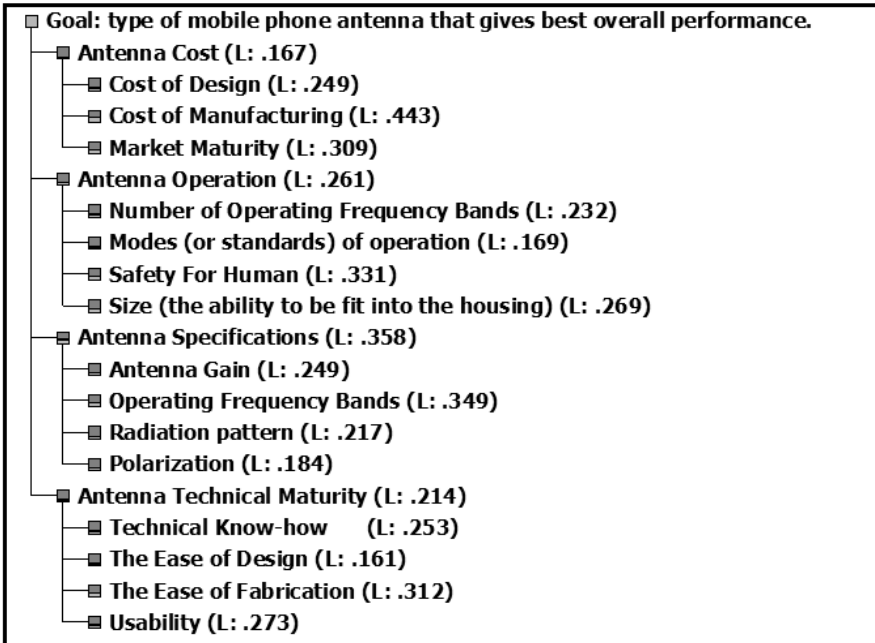 Goal: type of mobile phone antenna that gives best overall performance.
Antenna Cost (L: .167)
Cost of Design (L: .249)
Cost of Manufacturing (L: .443)
Market Maturity (L: .309)
Antenna Operation (L: .261)
Number of Operating Frequency Bands (L: .232)
Modes (or standards) of operation (L: .169)
Safety For Human (L: .331)
Size (the ability to be fit into the housing) (L: .269)
Antenna Specifications (L: .358)
Antenna Gain (L: .249)
Operating Frequency Bands (L: .349)
Radiation pattern (L: .217)
Polarization (L: .184)
Antenna Technical Maturity (L: .214)
Technical Know-how (L: .253)
The Ease of Design (L: .161)
The Ease of Fabrication (L: .312)
Usability (L: .273)